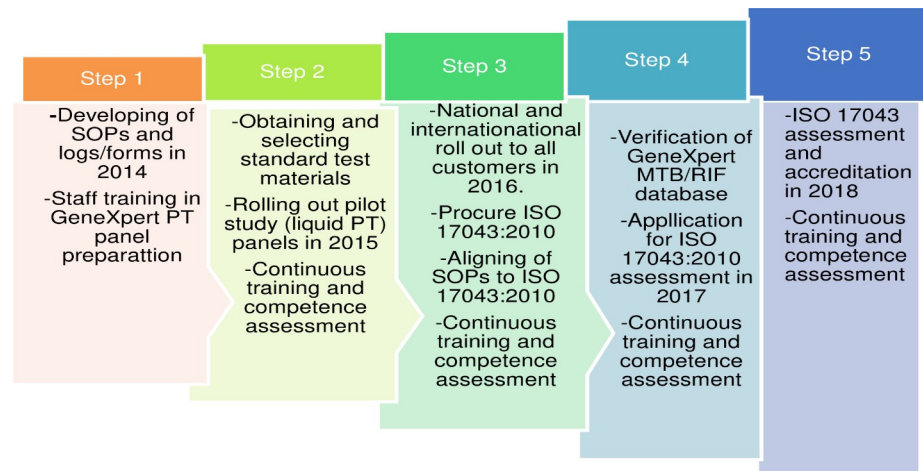 Step 1
-Developing of
SOPs and
logs/forms in
2014
-Staff training in
GeneXpert PT
panel
preparattion
Step 2
-Obtaining and
selecting
standard test
materials
-Rolling out pilot
study (liquid PT)
panels in 2015
-Continuous
training and
competence
assessment
Step 3
-National and
internationational
roll out to all
customers in
2016.
-Procure ISO
17043:2010
-Aligning of
SOPs to ISO
17043:2010
-Continuous
training and
competence
assessment
Step 4
-Verification of
GeneXpert
MTB/RIF
database
-Appllication for
ISO
17043:2010
assessment in
2017
-Continuous
training and
competence
assessment
Step 5
-ISO 17043
assessment
and
accreditation
in 2018
-Continuous
training and
competence
assessment